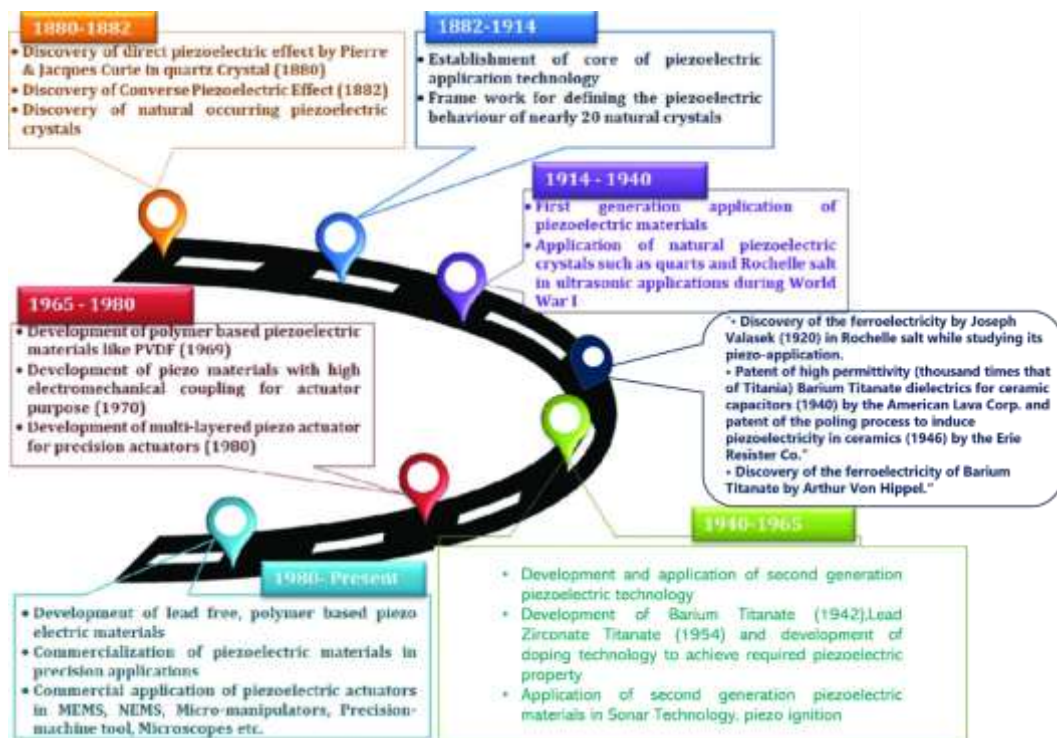 1880-1882
• Discovery of direct piezoelectric effect by Pierre
& Jacques Curie in quartz Crystal (1880)
• Discovery of Converse Piezoelectric Effect (1882)
• Discovery of natural occurring piezoelectric
crystals
1882-1914
• Establishment of core of piezoelectric
application technology
• Frame work for defining the piezoelectric
behaviour of nearly 20 natural crystals
1914 - 1940
• First generation application of
piezoelectric materials
• Application of natural piezoelectric
crystals such as quarts and Rochelle salt
in ultrasonic applications during World
War I
"• Discovery of the ferroelectricity by Joseph
Valasek (1920) in Rochelle salt while studying its
piezo-application.
• Patent of high permittivity (thousand times that
of Titania) Barium Titanate dielectrics for ceramic
capacitors (1940) by the American Lava Corp. and
patent of the poling process to induce
piezoelectricity in ceramics (1946) by the Erie
Resister Co."
• Discovery of the ferroelectricity of Barium
Titanate by Arthur Von Hippel."
1940-1965
• Development and application of second generation
piezoelectric technology
• Development of Barium Titanate (1942),Lead
Zirconate Titanate (1954) and development of
doping technology to achieve required piezoelectric
property
• Application of second generation piezoelectric
materials in Sonar Technology, piezo ignition
1965 - 1980
• Development of polymer based piezoelectric
materials like PVDF (1969)
• Development of piezo materials with high
electromechanical coupling for actuator
purpose (1970)
• Development of multi-layered piezo actuator
for precision actuators (1980)
1980- Present
• Development of lead free, polymer based piezo
electric materials
• Commercialization of piezoelectric materials in
precision applications
• Commercial application of piezoelectric actuators
in MEMS, NEMS, Micro-manipulators, Precision-
machine tool, Microscopes etc.